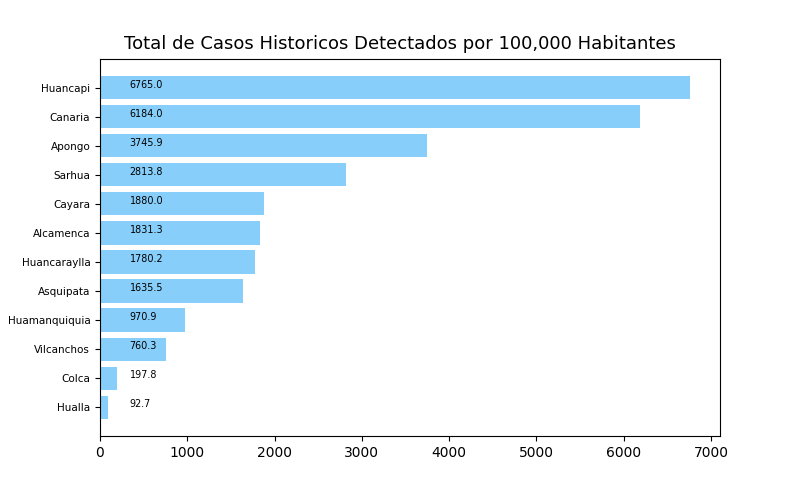 Total de Casos Historicos Detectados por 100,000 Habitantes
Huancapi 6765.0
Canaria 6184.0
Apongo 3745.9
Sarhua 2813.8
Cayara 1880.0
Alcamenca 1831.3
Huancaraylla 1780.2
Asquipata 1635.5
Huamanquiquia 970.9
Vilcanchos 760.3
Colca 197.8
Hualla 92.7
0 1000 2000 3000 4000 5000 6000 7000